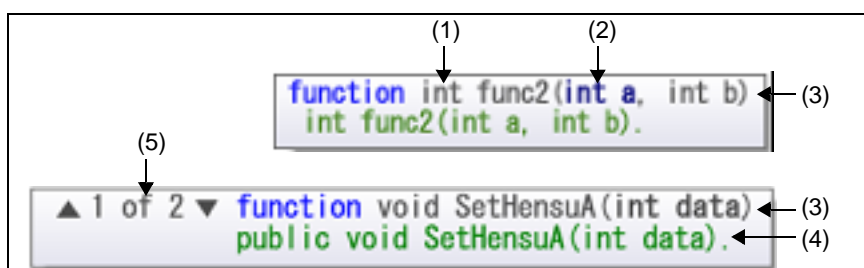 (1) (2)
function int func2(int a, int b) (3)
int func2(int a, int b).
(5)
▲ 1 of 2 ▼ function void SetHensuA(int data) (3)
public void SetHensuA(int data). (4)